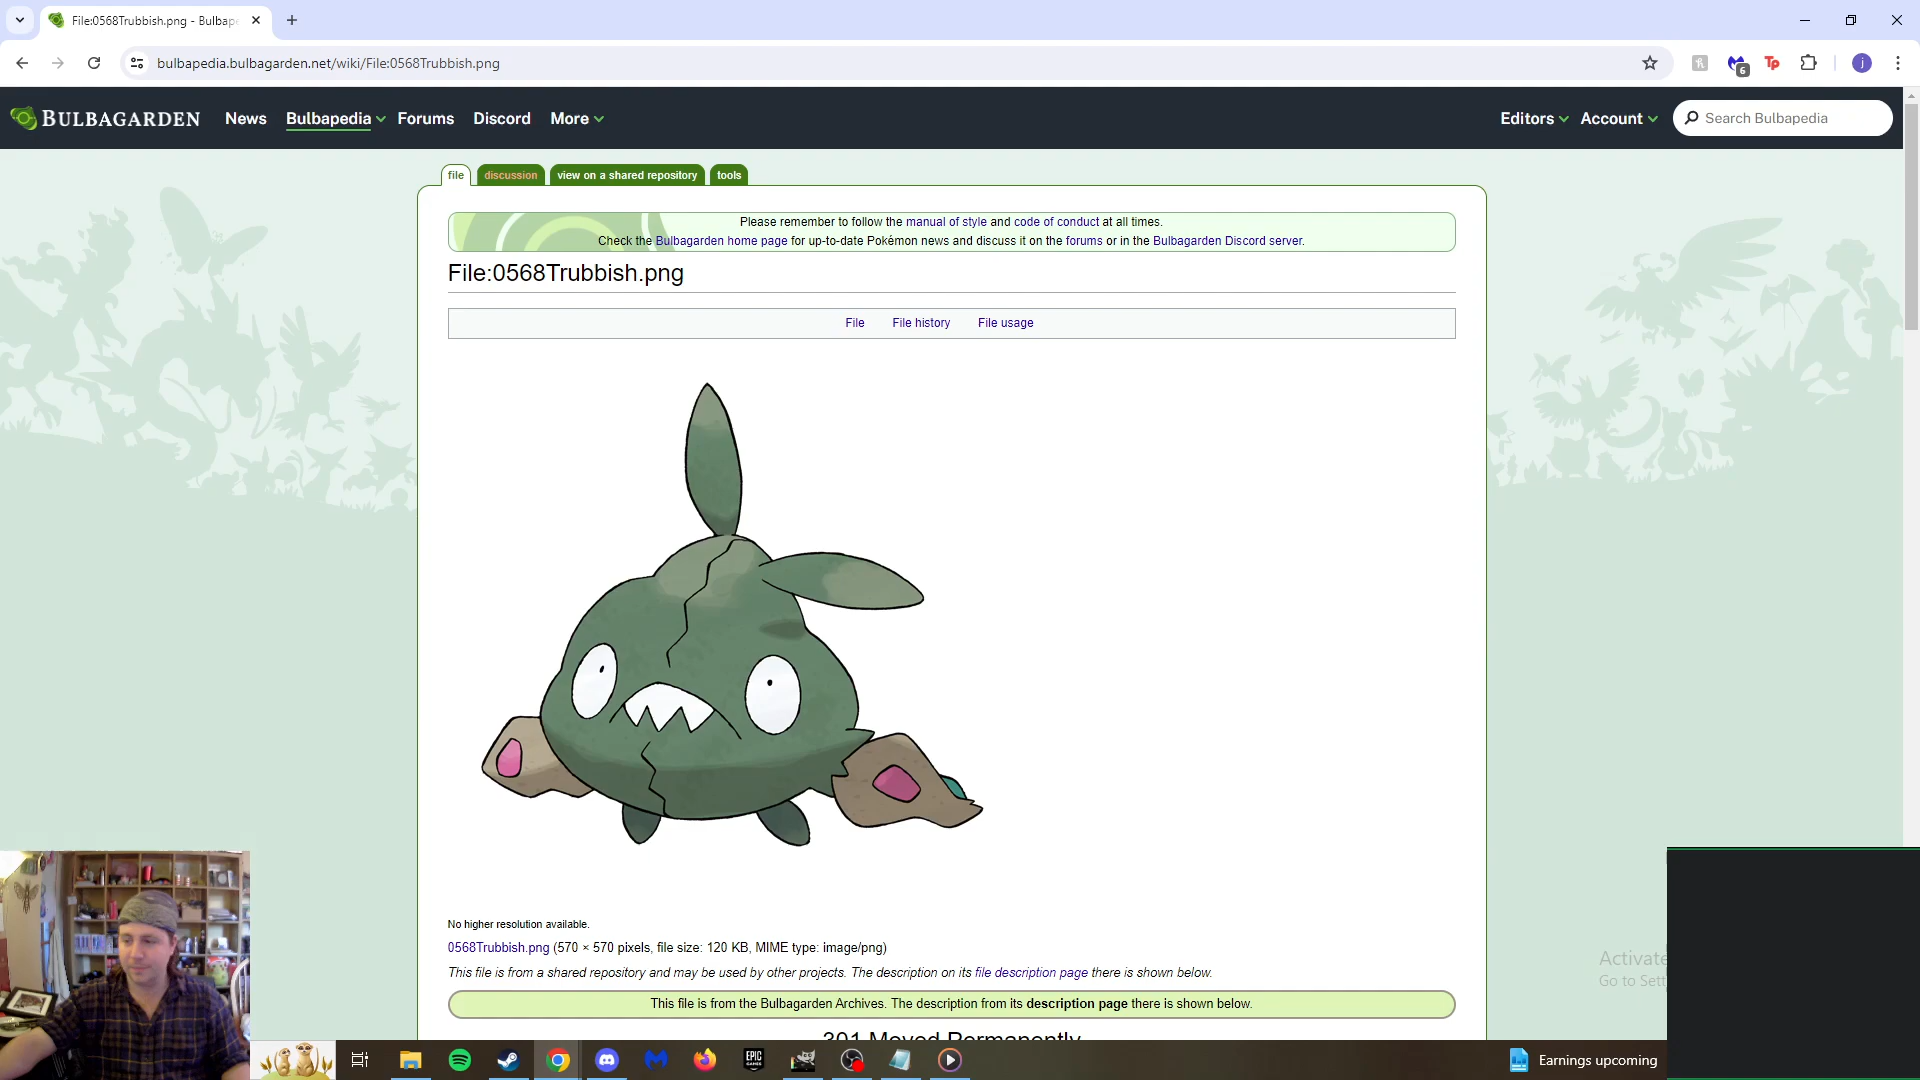 File:0568Trubbish.png - Bulbap
bulbapedia.bulbagarden.net/wiki/File:0568Trubbish.png
6
Tp
j
BULBAGARDEN
News
Bulbapedia
Forums
Discord
More
Editors
Account
Search Bulbapedia
file
discussion
view on a shared repository
tools
Please remember to follow the manual of style and code of conduct at all times.
Check the Bulbagarden home page for up-to-date Pokémon news and discuss it on the forums or in the Bulbagarden Discord server.
File:0568Trubbish.png
File
File history
File usage
No higher resolution available.
0568Trubbish.png (570 × 570 pixels, file size: 120 KB, MIME type: image/png)
This file is from a shared repository and may be used by other projects. The description on its file description page there is shown below.
This file is from the Bulbagarden Archives. The description from its description page there is shown below.
301 Moved Permanently
Activate
Go to Sett
EPIC GAMES
Earnings upcoming